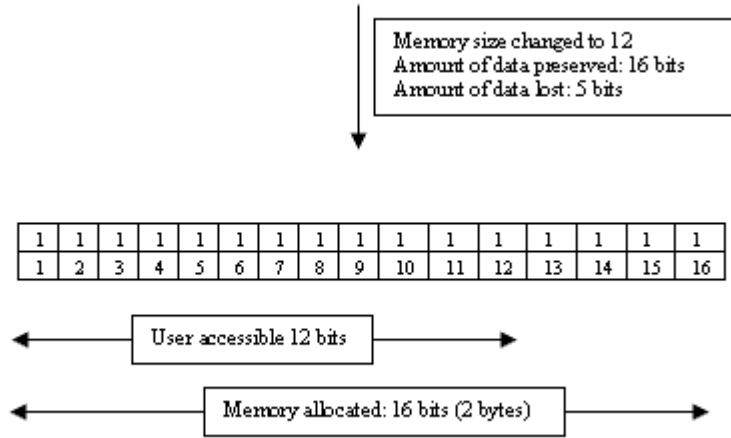 Memory size changed to 12
Amount of data preserved: 16 bits
Amount of data lost: 5 bits
1 1 1 1 1 1 1 1 1 1 1 1 1 1 1 1
1 2 3 4 5 6 7 8 9 10 11 12 13 14 15 16
User accessible 12 bits
Memory allocated: 16 bits (2 bytes)